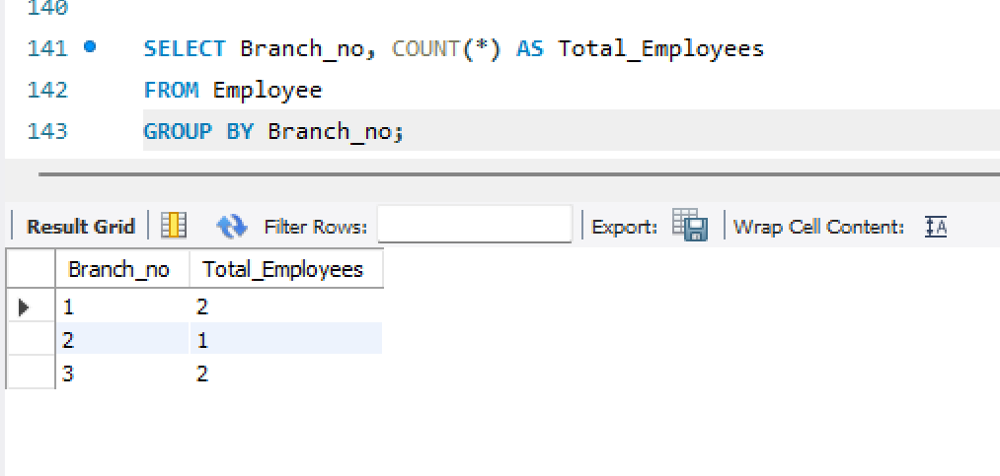 140
141 SELECT Branch_no, COUNT(*) AS Total_Employees
142 FROM Employee
143 GROUP BY Branch_no;
Result Grid Filter Rows: Export: Wrap Cell Content: IA
Branch_no Total_Employees
1 2
2 1
3 2